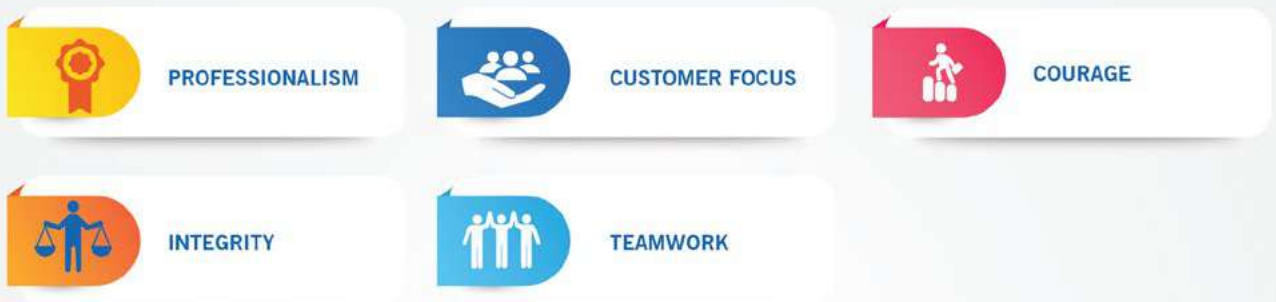 PROFESSIONALISM
CUSTOMER FOCUS
COURAGE
INTEGRITY
TEAMWORK